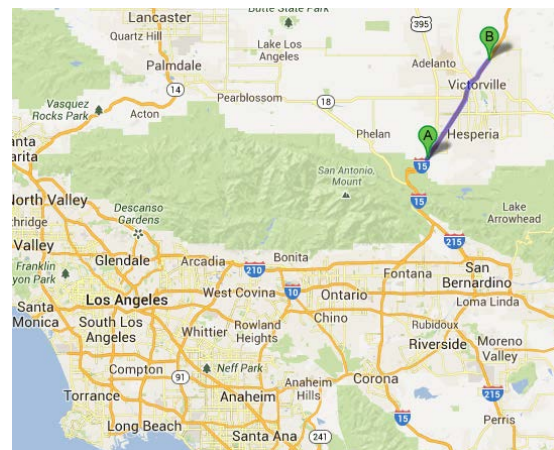 Butte State Park
Lancaster
395
B
Quartz Hill
Lake Los
Angeles
Adelanto
Palmdale
Victorville
14
Vasquez
Rocks Park
Acton
Pearblossom
18
Phelan
A
Hesperia
15
Santa
Clarita
San Antonio,
Mount
15
North Valley
Descanso
Gardens
Lake
Arrowhead
215
Valley
Glendale
Arcadia
210
Bonita
Fontana
San
Bernardino
Franklin
yon Park
West Covina
10
Ontario
Loma Linda
Santa
Monica
Los Angeles
South Los
Angeles
Whittier
Rowland
Heights
Chino
Rubidoux
Riverside
Moreno
Valley
Compton
91
Neff Park
Corona
Anaheim
Hills
Torrance
Anaheim
215
Long Beach
Santa Ana
241
15
Perris